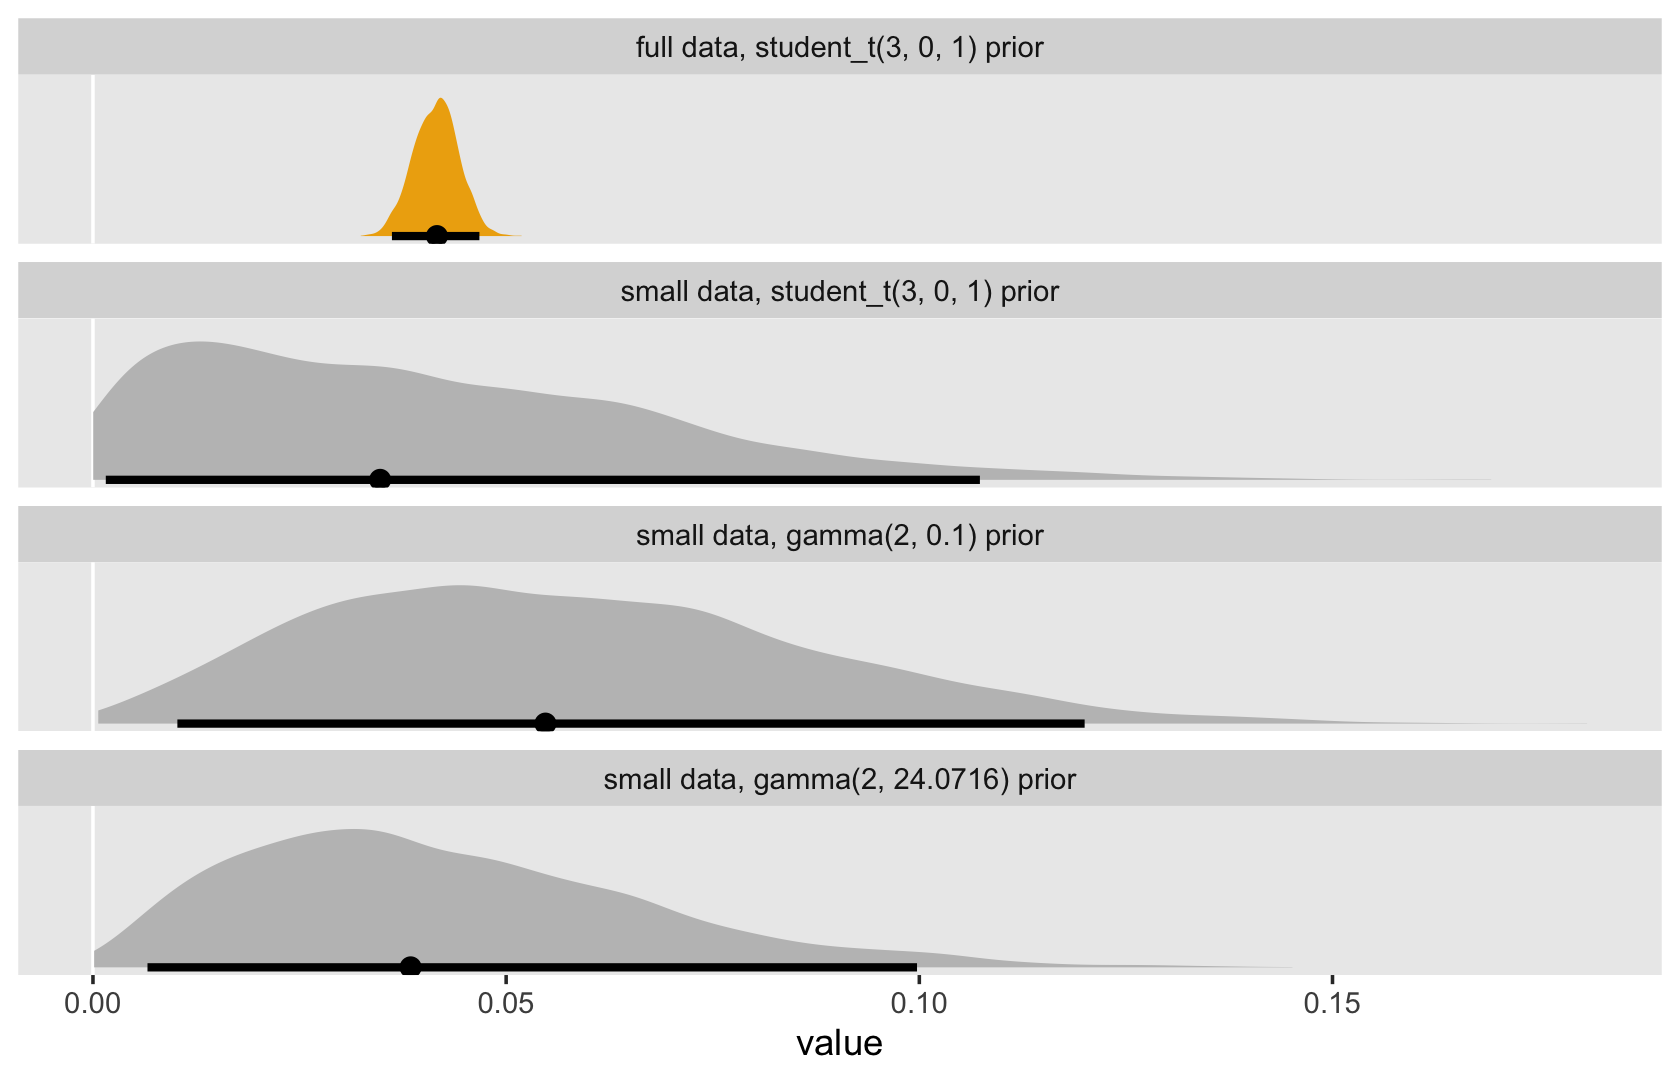 full data, student_t(3, 0, 1) prior
small data, student_t(3, 0, 1) prior
small data, gamma(2, 0.1) prior
small data, gamma(2, 24.0716) prior
0.00 0.05 0.10 0.15
value